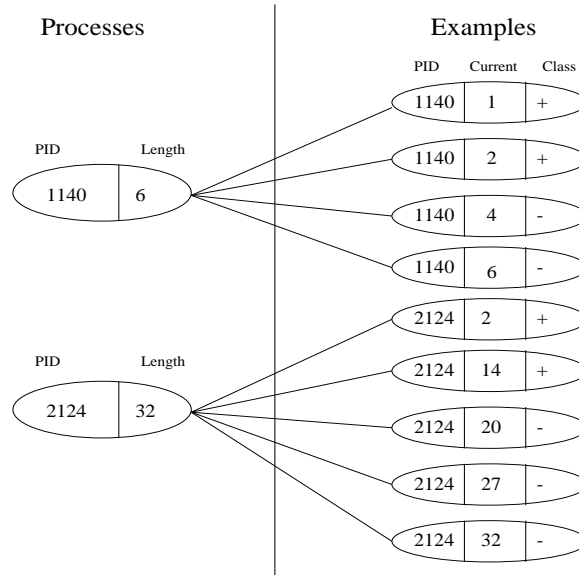 Processes
Examples
PID Current Class
1140 1 +
1140 2 +
PID Length
1140 6
1140 4 -
1140 6 -
2124 2 +
PID Length
2124 14 +
2124 32
2124 20 -
2124 27 -
2124 32 -